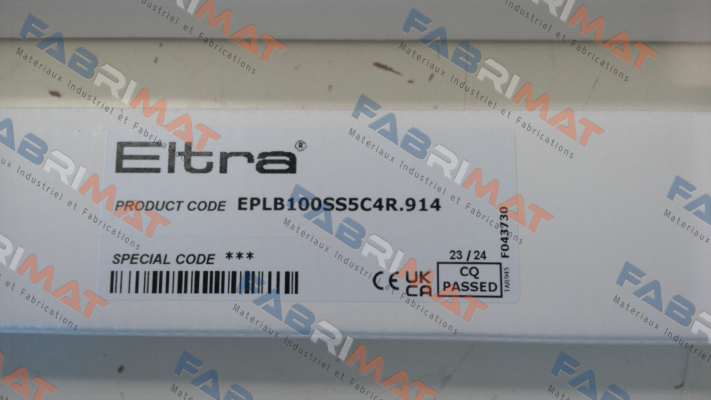 Eltra®
PRODUCT CODE EPLB100SS5C4R.914
SPECIAL CODE ***
23 / 24
CE UK CA
CQ
PASSED
F043730
FABRIMAT
Materiaux Industriel et Fabrications